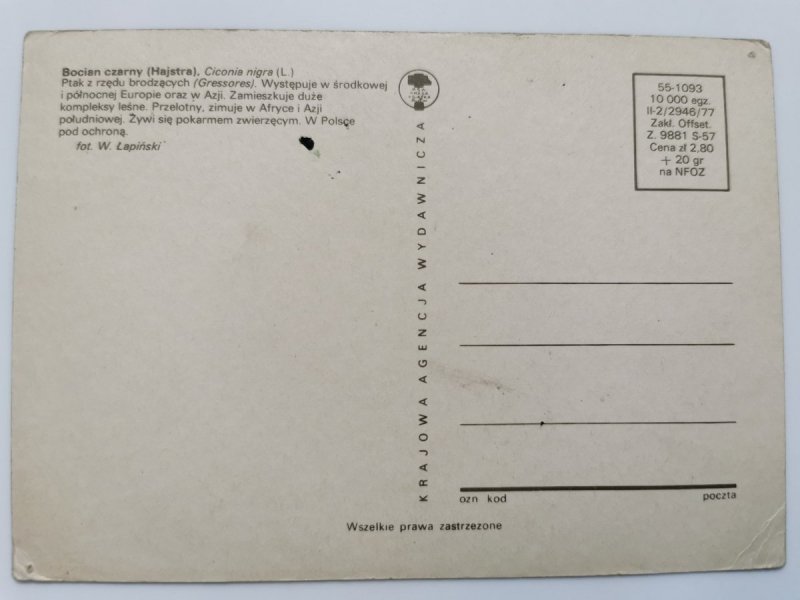 Bocian czarny (Hajstra), Ciconia nigra (L.)
Ptak z rzędu brodzących (Gressores). Występuje w środkowej
i północnej Europie oraz w Azji. Zamieszkuje duże
kompleksy leśne. Przelotny, zimuje w Afryce i Azji
południowej. Żywi się pokarmem zwierzęcym. W Polsce
pod ochroną.
fot. W. Łapiński
55-1093
10 000 egz.
II-2/2946/77
Zakł. Offset.
Z. 9881 S-57
Cena zł 2,80
+ 20 gr
na NFOZ
KRAJOWA AGENCJA WYDAWNICZA
ozn kod poczta
Wszelkie prawa zastrzeżone